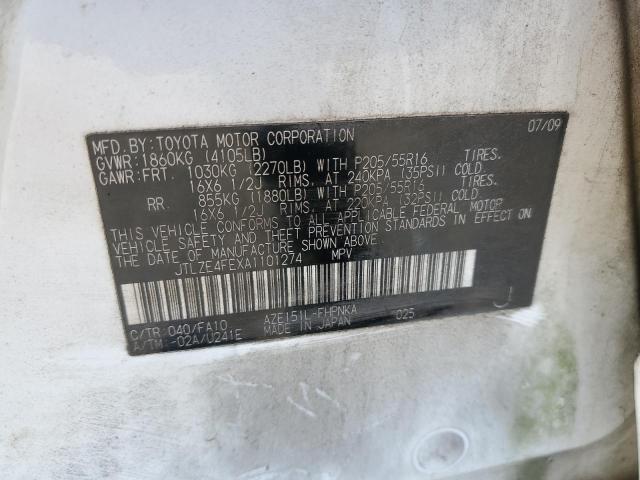 MFD. BY: TOYOTA MOTOR CORPORATION 07/09
GVWR: 1860KG (4105LB)
GAWR: FRT. 1030KG (2270LB) WITH P205/55R16 TIRES,
16X6 1/2J RIMS, AT 240KPA (35PSI) COLD
RR. 855KG (1880LB) WITH P205/55R16 TIRES,
16X6 1/2J RIMS, AT 220KPA (32PSI) COLD
THIS VEHICLE CONFORMS TO ALL APPLICABLE FEDERAL MOTOR
VEHICLE SAFETY AND THEFT PREVENTION STANDARDS IN EFFECT ON
THE DATE OF MANUFACTURE SHOWN ABOVE.
JTLZE4FEXA1101274 MPV
C/TR: 040/FA10 AZE151L-FHPNKA 025 J
A/TM: -02A/U241E MADE IN JAPAN